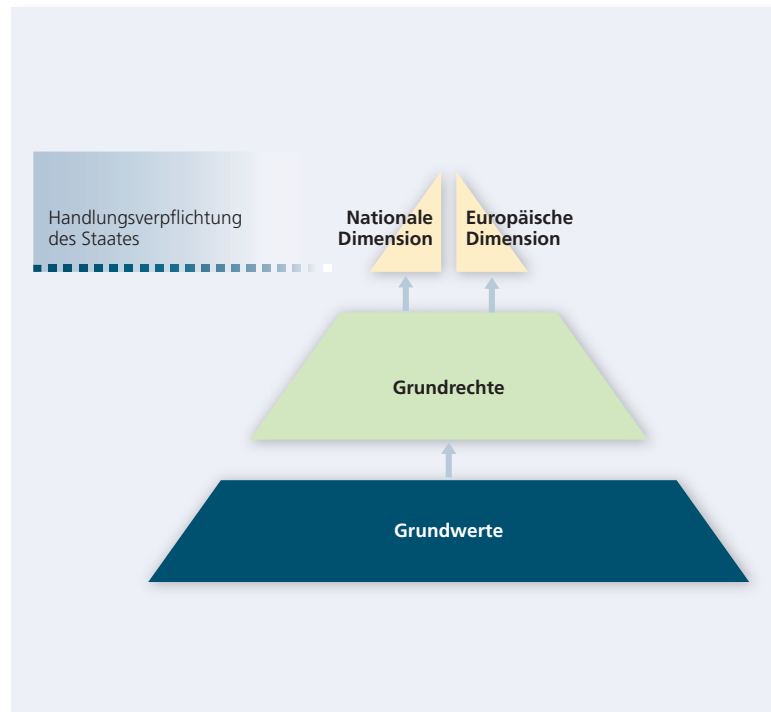 Handlungsverpflichtung
des Staates
Nationale
Dimension
Europäische
Dimension
Grundrechte
Grundwerte